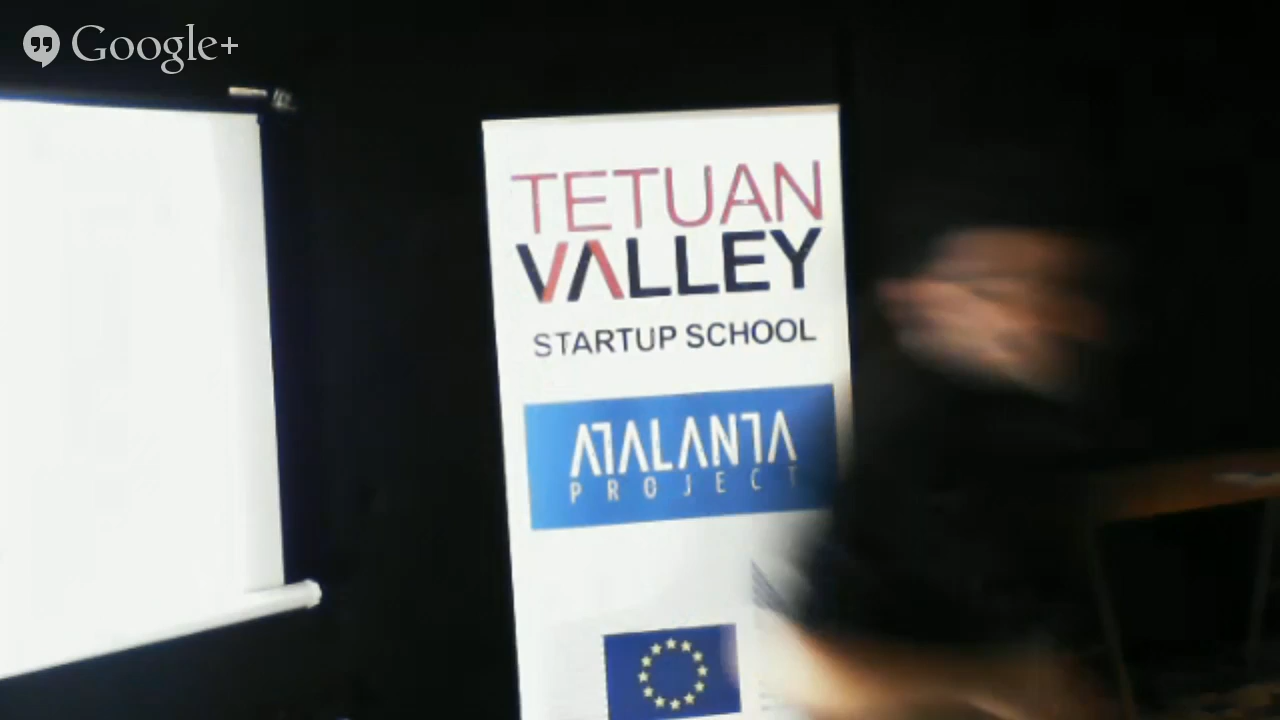 Google+
TETUAN
VALLEY
STARTUP SCHOOL
ATALANTA
PROJECT